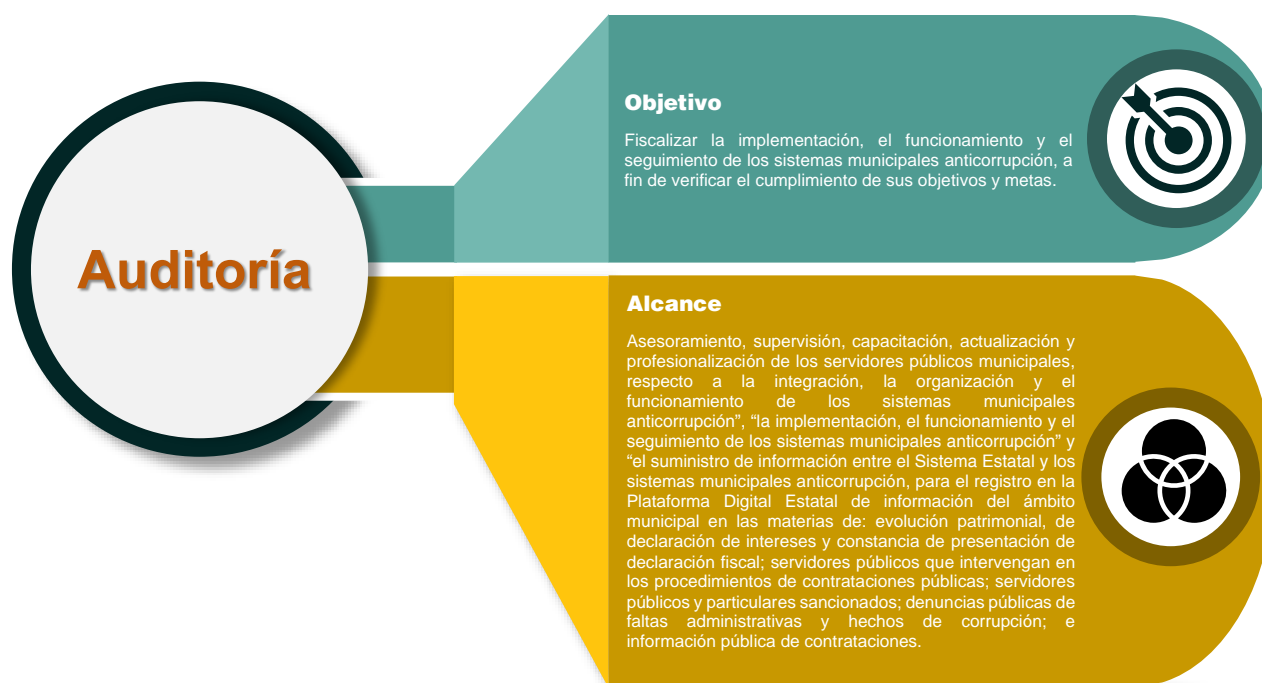 Auditoría
Objetivo
Fiscalizar la implementación, el funcionamiento y el
seguimiento de los sistemas municipales anticorrupción, a
fin de verificar el cumplimiento de sus objetivos y metas.
Alcance
Asesoramiento, supervisión, capacitación, actualización y
profesionalización de los servidores públicos municipales,
respecto a la integración, la organización y el
funcionamiento de los sistemas municipales
anticorrupción”, “la implementación, el funcionamiento y el
seguimiento de los sistemas municipales anticorrupción” y
“el suministro de información entre el Sistema Estatal y los
sistemas municipales anticorrupción, para el registro en la
Plataforma Digital Estatal de información del ámbito
municipal en las materias de: evolución patrimonial, de
declaración de intereses y constancia de presentación de
declaración fiscal; servidores públicos que intervengan en
los procedimientos de contrataciones públicas; servidores
públicos y particulares sancionados; denuncias públicas de
faltas administrativas y hechos de corrupción; e
información pública de contrataciones.